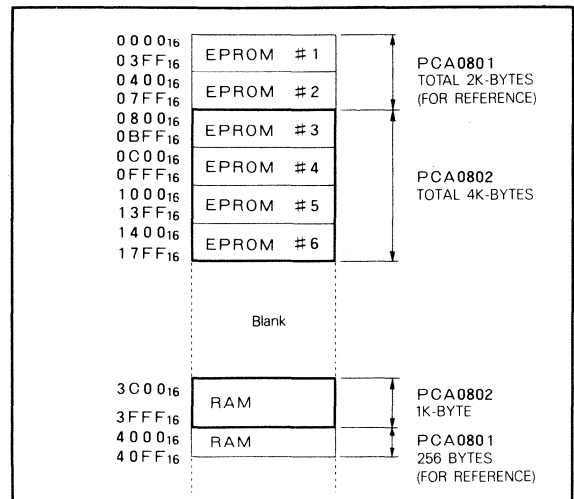 0000₁₆
03FF₁₆
EPROM #1
0400₁₆
07FF₁₆
EPROM #2
PCA0801
TOTAL 2K-BYTES
(FOR REFERENCE)
0800₁₆
0BFF₁₆
EPROM #3
0C00₁₆
0FFF₁₆
EPROM #4
1000₁₆
13FF₁₆
EPROM #5
1400₁₆
17FF₁₆
EPROM #6
PCA0802
TOTAL 4K-BYTES
Blank
3C00₁₆
3FFF₁₆
RAM
PCA0802
1K-BYTE
4000₁₆
40FF₁₆
RAM
PCA0801
256 BYTES
(FOR REFERENCE)